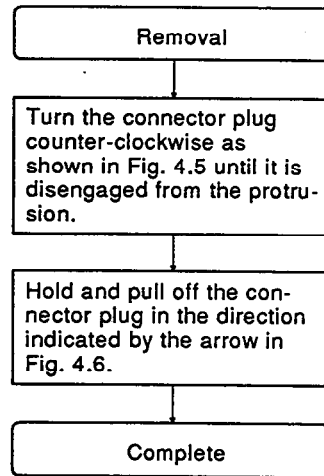 Removal
Turn the connector plug
counter-clockwise as
shown in Fig. 4.5 until it is
disengaged from the protru-
sion.
Hold and pull off the con-
nector plug in the direction
indicated by the arrow in
Fig. 4.6.
Complete